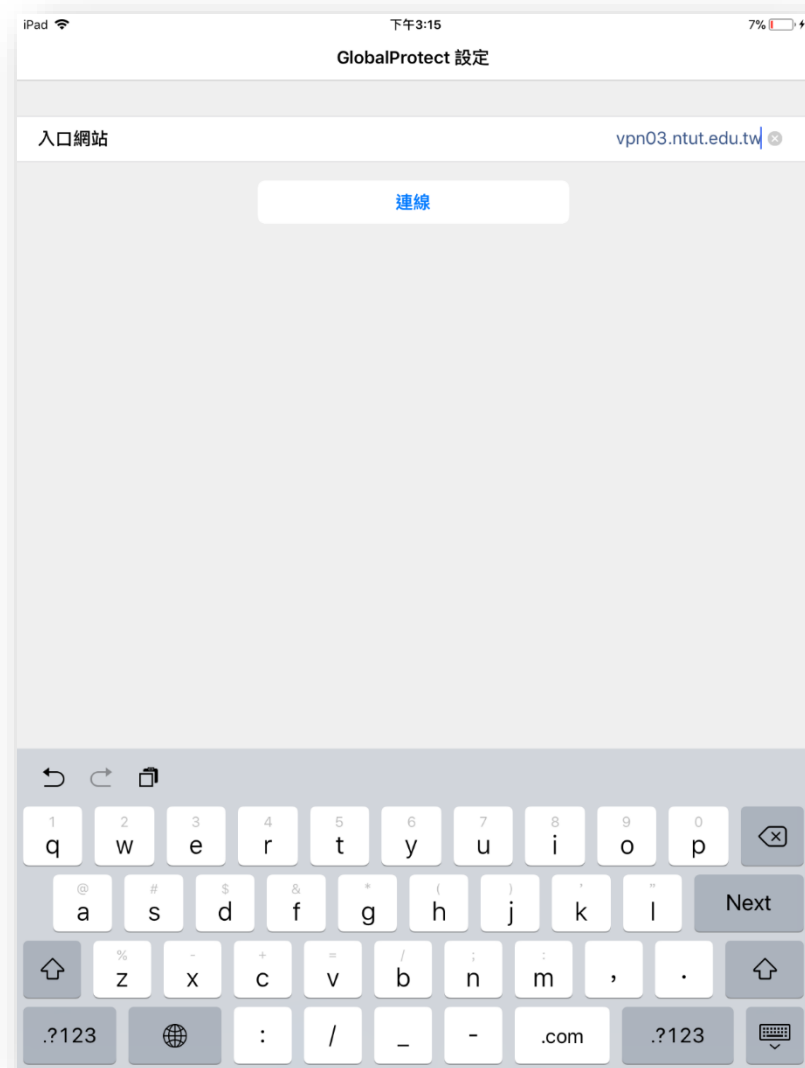 iPad 下午3:15 7%
GlobalProtect 設定
入口網站 vpn03.ntut.edu.tw
連線
1 2 3 4 5 6 7 8 9 0
q w e r t y u i o p
@ # $ & * ( ) ' "
a s d f g h j k l Next
% - + = / ; :
z x c v b n m , .
.?123 : / _ - .com .?123